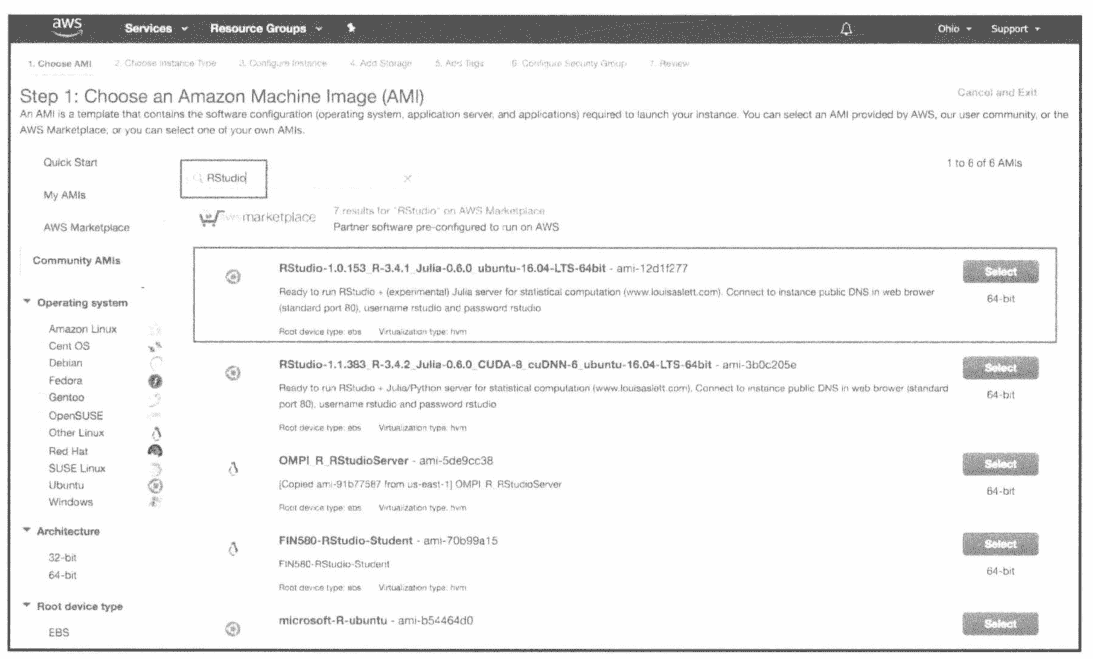 aws
Services Resource Groups Ohio Support
1. Choose AMI 2. Choose Instance Type 3. Configure Instance 4. Add Storage 5. Add Tags 6. Configure Security Group 7. Review
Step 1: Choose an Amazon Machine Image (AMI)
Cancel and Exit
An AMI is a template that contains the software configuration (operating system, application server, and applications) required to launch your instance. You can select an AMI provided by AWS, our user community, or the
AWS Marketplace; or you can select one of your own AMIs.
Quick Start
My AMIs
AWS Marketplace
Community AMIs
Operating system
Amazon Linux
Cent OS
Debian
Fedora
Gentoo
OpenSUSE
Other Linux
Red Hat
SUSE Linux
Ubuntu
Windows
Architecture
32-bit
64-bit
Root device type
EBS
RStudio
1 to 6 of 6 AMIs
aws marketplace
7 results for "RStudio" on AWS Marketplace
Partner software pre-configured to run on AWS
RStudio-1.0.153_R-3.4.1_Julia-0.6.0_ubuntu-16.04-LTS-64bit - ami-12d1f277
Select
Ready to run RStudio + (experimental) Julia server for statistical computation (www.louisaslett.com). Connect to instance public DNS in web brower
(standard port 80), username rstudio and password rstudio
64-bit
Root device type: ebs Virtualization type: hvm
RStudio-1.1.383_R-3.4.2_Julia-0.6.0_CUDA-8_cuDNN-6_ubuntu-16.04-LTS-64bit - ami-3b0c205e
Select
Ready to run RStudio + Julia/Python server for statistical computation (www.louisaslett.com). Connect to instance public DNS in web brower (standard
port 80), username rstudio and password rstudio
64-bit
Root device type: ebs Virtualization type: hvm
OMPI_R_RStudioServer - ami-5de9cc38
Select
[Copied ami-91b77587 from us-east-1] OMPI_R_RStudioServer
64-bit
Root device type: ebs Virtualization type: hvm
FIN580-RStudio-Student - ami-70b99a15
Select
FIN580-RStudio-Student
64-bit
Root device type: ebs Virtualization type: hvm
microsoft-R-ubuntu - ami-b54464d0
Select